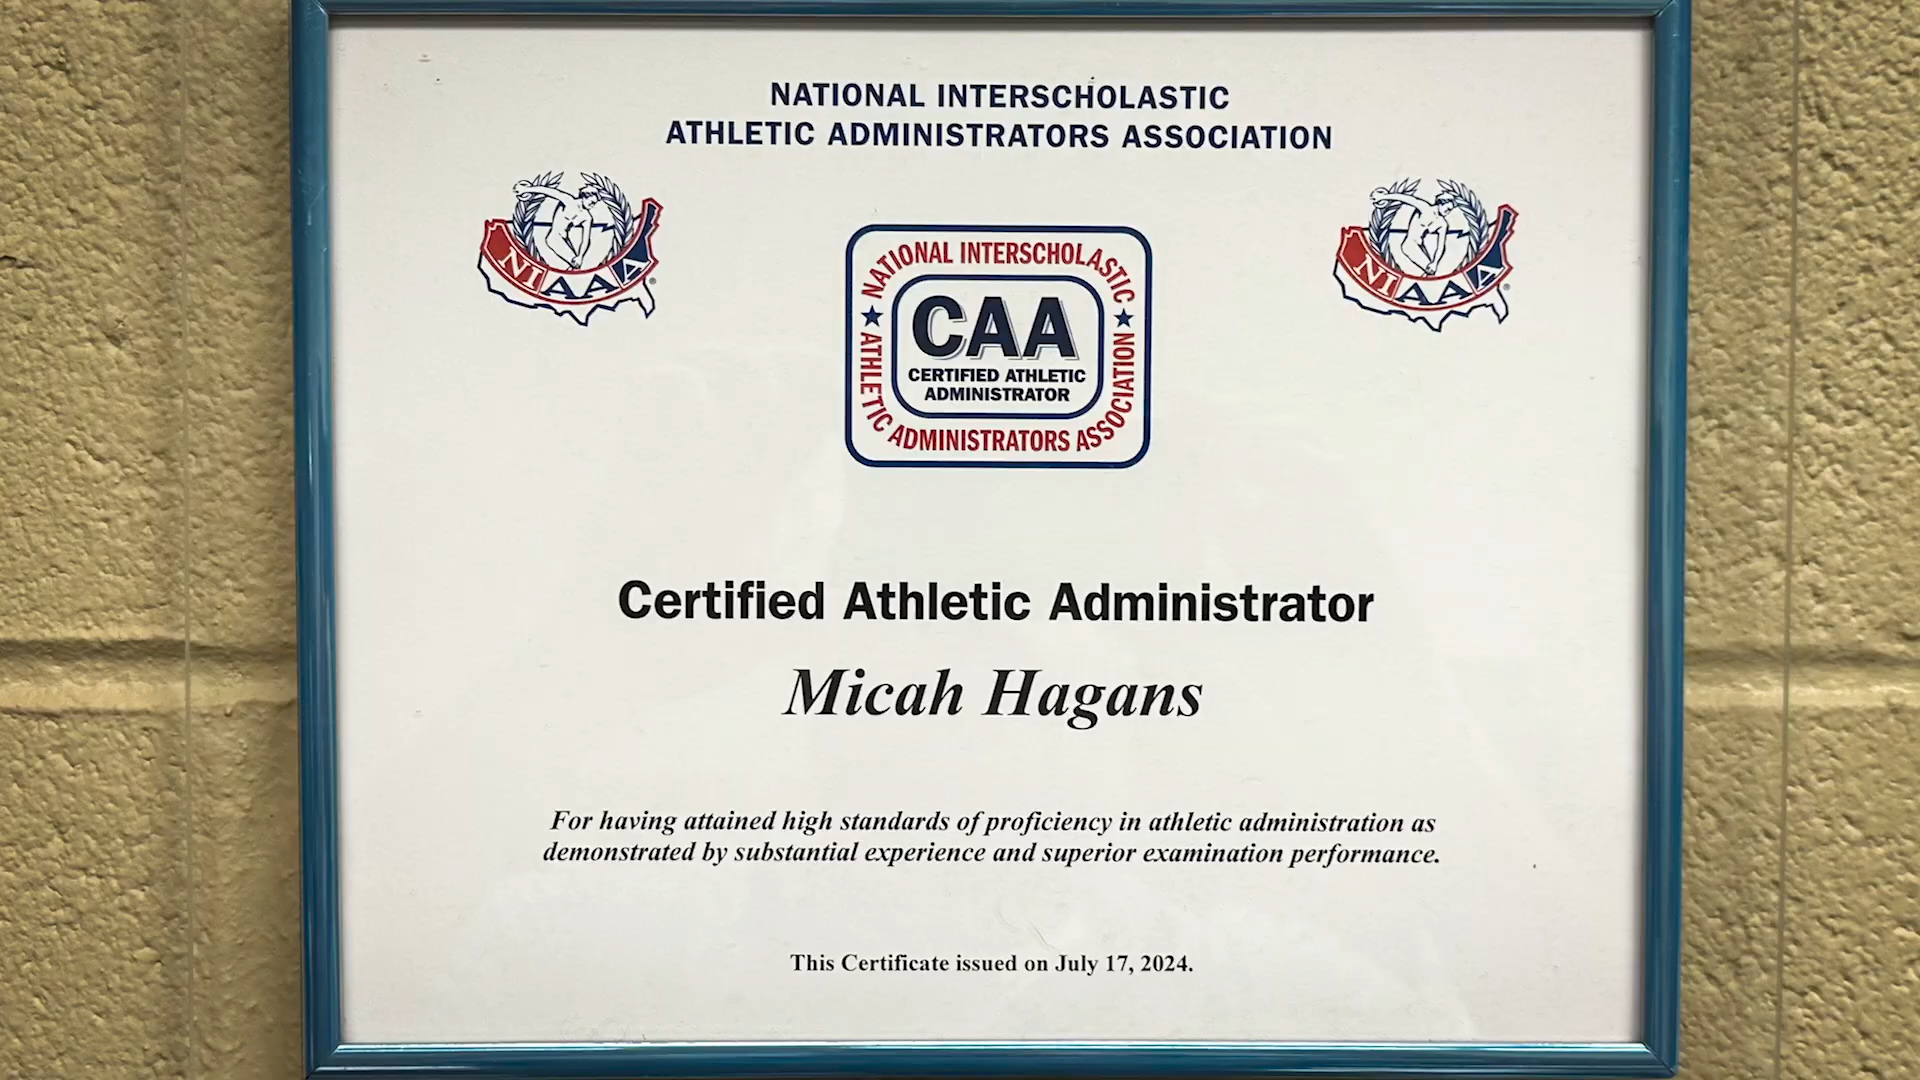 NATIONAL INTERSCHOLASTIC
ATHLETIC ADMINISTRATORS ASSOCIATION
NIAAA
NIAAA
NATIONAL INTERSCHOLASTIC
CAA
CERTIFIED ATHLETIC
ADMINISTRATOR
ATHLETIC ADMINISTRATORS ASSOCIATION
Certified Athletic Administrator
Micah Hagans
For having attained high standards of proficiency in athletic administration as
demonstrated by substantial experience and superior examination performance.
This Certificate issued on July 17, 2024.